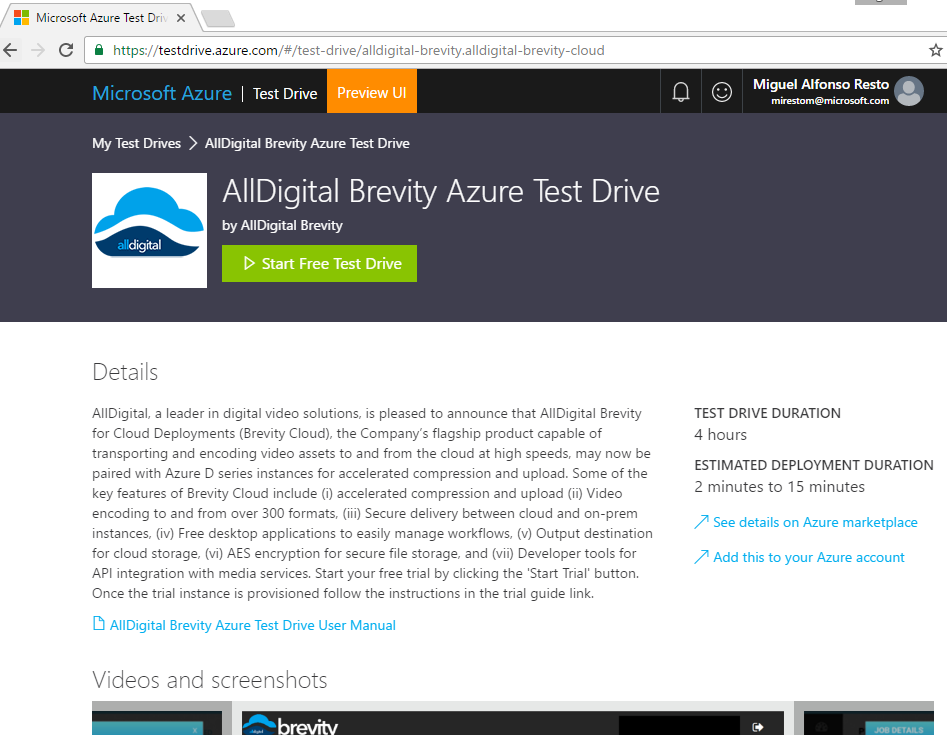 Microsoft Azure Test Driv
https://testdrive.azure.com/#/test-drive/alldigital-brevity.alldigital-brevity-cloud
Microsoft Azure | Test Drive Preview UI
Miguel Alfonso Resto
mirestom@microsoft.com
My Test Drives > AllDigital Brevity Azure Test Drive
alldigital
AllDigital Brevity Azure Test Drive
by AllDigital Brevity
Start Free Test Drive
Details
AllDigital, a leader in digital video solutions, is pleased to announce that AllDigital Brevity
for Cloud Deployments (Brevity Cloud), the Company's flagship product capable of
transporting and encoding video assets to and from the cloud at high speeds, may now be
paired with Azure D series instances for accelerated compression and upload. Some of the
key features of Brevity Cloud include (i) accelerated compression and upload (ii) Video
encoding to and from over 300 formats, (iii) Secure delivery between cloud and on-prem
instances, (iv) Free desktop applications to easily manage workflows, (v) Output destination
for cloud storage, (vi) AES encryption for secure file storage, and (vii) Developer tools for
API integration with media services. Start your free trial by clicking the 'Start Trial' button.
Once the trial instance is provisioned follow the instructions in the trial guide link.
AllDigital Brevity Azure Test Drive User Manual
TEST DRIVE DURATION
4 hours
ESTIMATED DEPLOYMENT DURATION
2 minutes to 15 minutes
See details on Azure marketplace
Add this to your Azure account
Videos and screenshots
brevity
JOB DETAILS